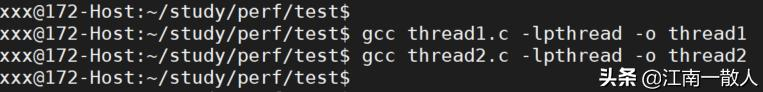 xxx@172-Host:~/study/perf/test$
xxx@172-Host:~/study/perf/test$ gcc thread1.c -lpthread -o thread1
xxx@172-Host:~/study/perf/test$ gcc thread2.c -lpthread -o thread2
xxx@172-Host:~/study/perf/test$
头条 @江南一散人